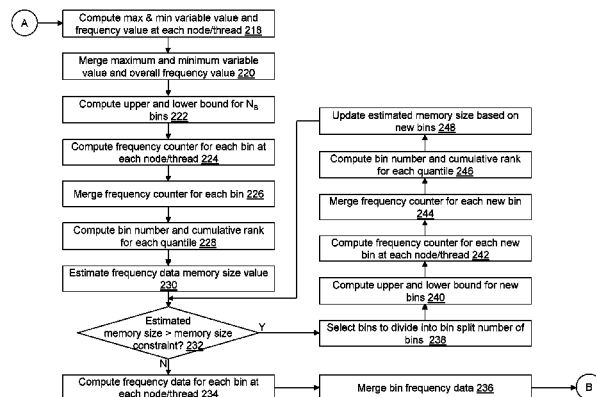 A
Compute max & min variable value and
frequency value at each node/thread 218
Merge maximum and minimum variable
value and overall frequency value 220
Compute upper and lower bound for NB
bins 222
Compute frequency counter for each bin at
each node/thread 224
Merge frequency counter for each bin 226
Compute bin number and cumulative rank
for each quantile 228
Estimate frequency data memory size value
230
Estimated
memory size > memory size
constraint? 232
Y
N
Compute frequency data for each bin at
each node/thread 234
Merge bin frequency data 236
B
Update estimated memory size based on
new bins 248
Compute bin number and cumulative rank
for each quantile 246
Merge frequency counter for each new bin
244
Compute frequency counter for each new
bin at each node/thread 242
Compute upper and lower bound for new
bins 240
Select bins to divide into bin split number of
bins 238